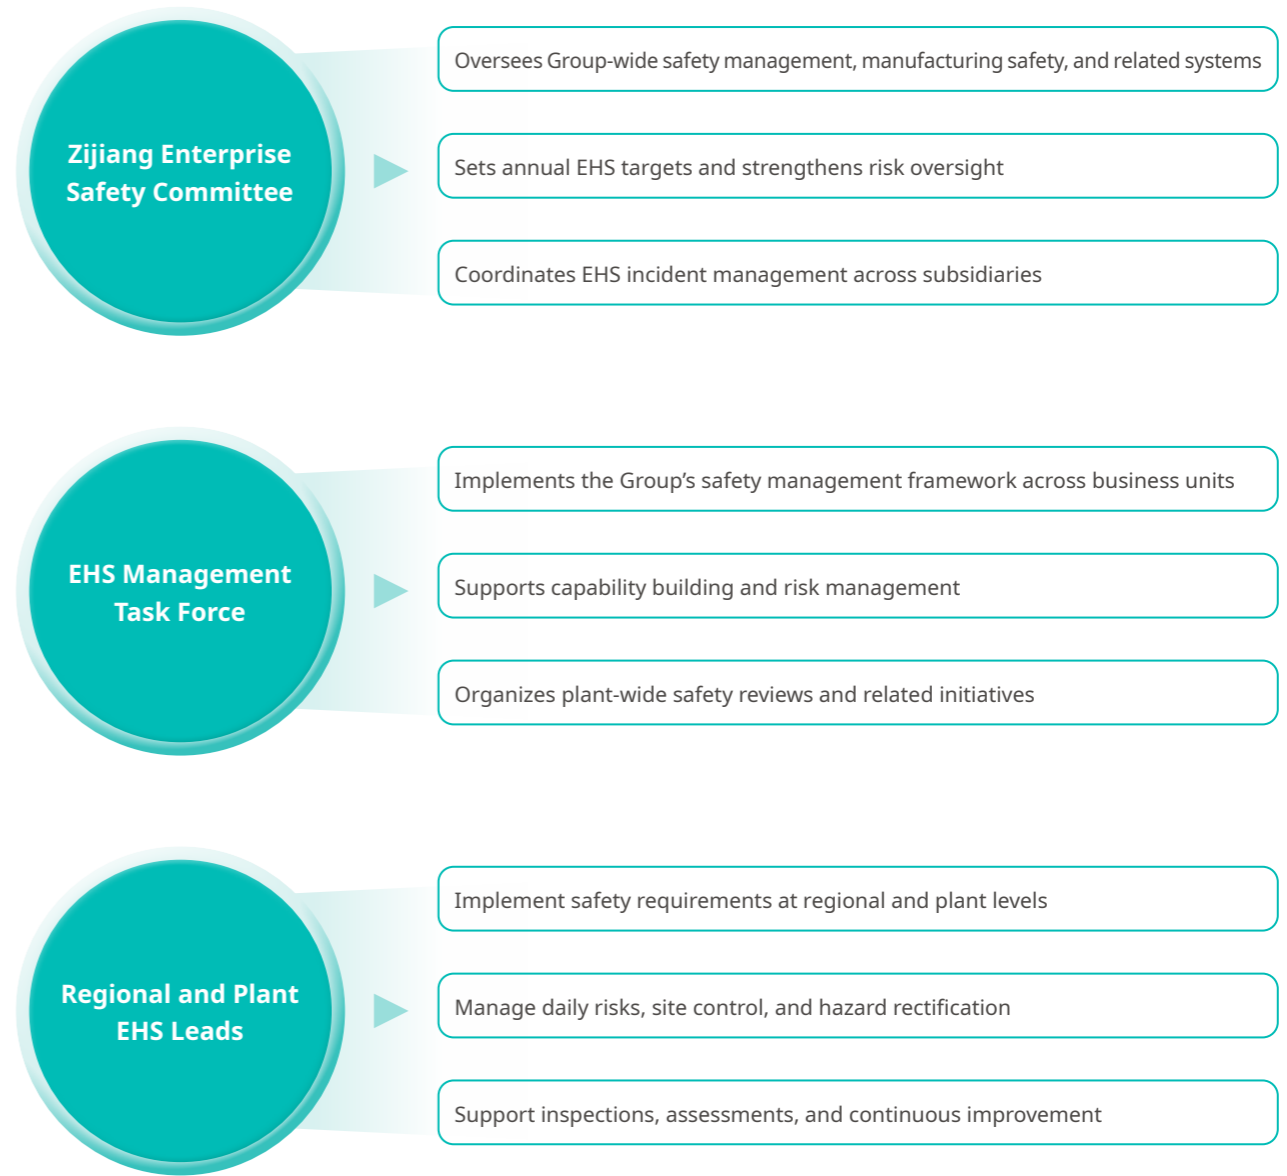 Zijiang Enterprise
Safety Committee
Oversees Group-wide safety management, manufacturing safety, and related systems
Sets annual EHS targets and strengthens risk oversight
Coordinates EHS incident management across subsidiaries
EHS Management
Task Force
Implements the Group’s safety management framework across business units
Supports capability building and risk management
Organizes plant-wide safety reviews and related initiatives
Regional and Plant
EHS Leads
Implement safety requirements at regional and plant levels
Manage daily risks, site control, and hazard rectification
Support inspections, assessments, and continuous improvement